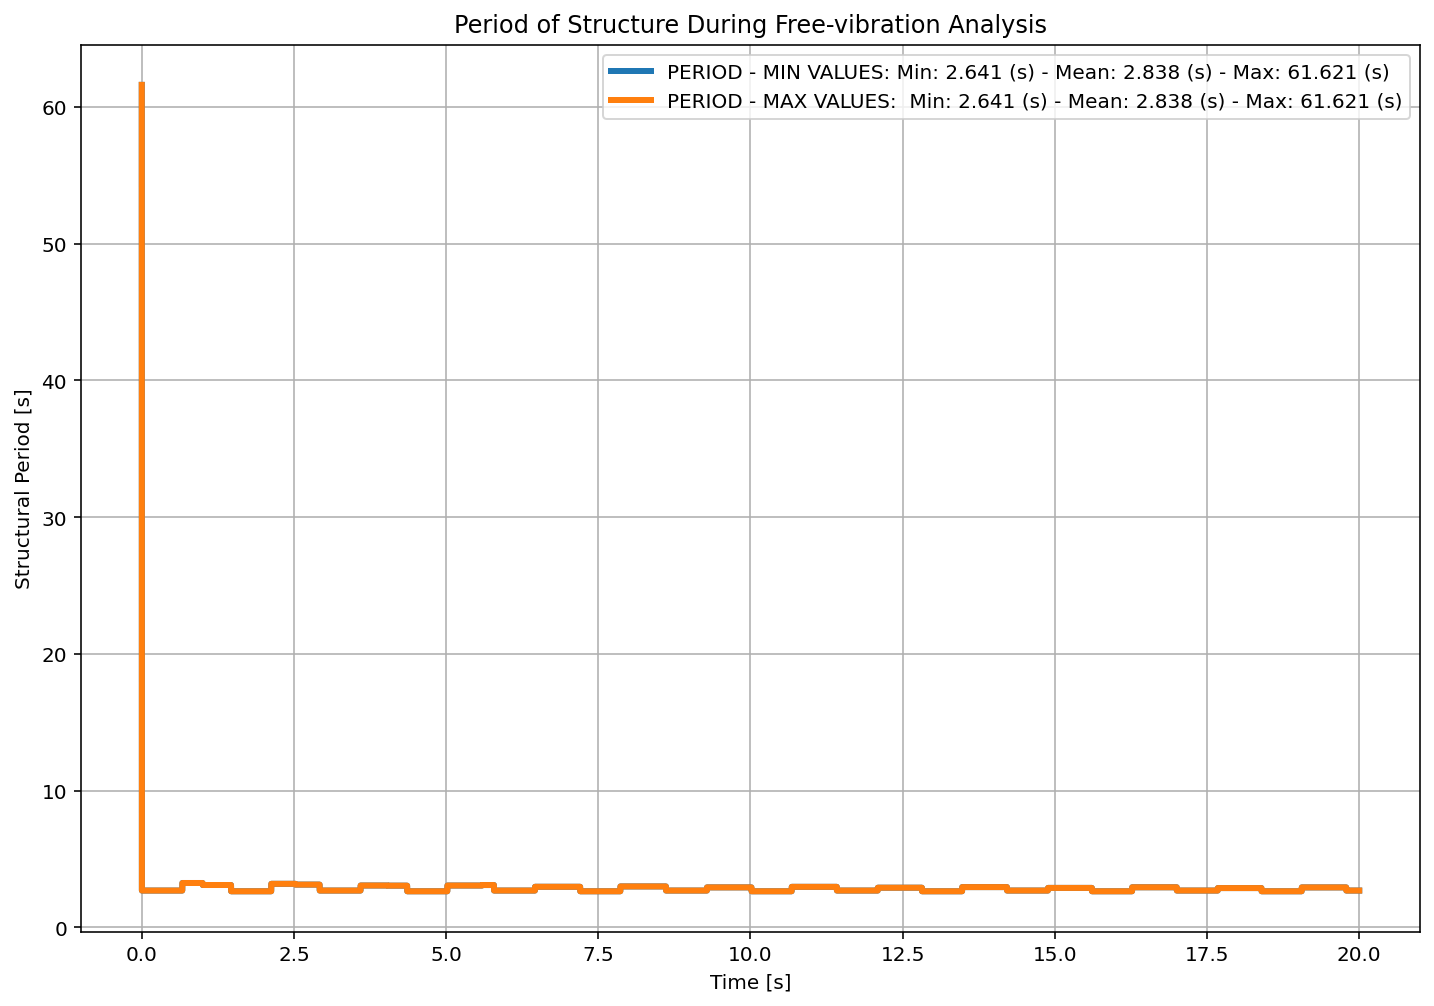 Period of Structure During Free-vibration Analysis
PERIOD - MIN VALUES: Min: 2.641 (s) - Mean: 2.838 (s) - Max: 61.621 (s)
PERIOD - MAX VALUES:  Min: 2.641 (s) - Mean: 2.838 (s) - Max: 61.621 (s)
Structural Period [s]
60
50
40
30
20
10
0
0.0 2.5 5.0 7.5 10.0 12.5 15.0 17.5 20.0
Time [s]